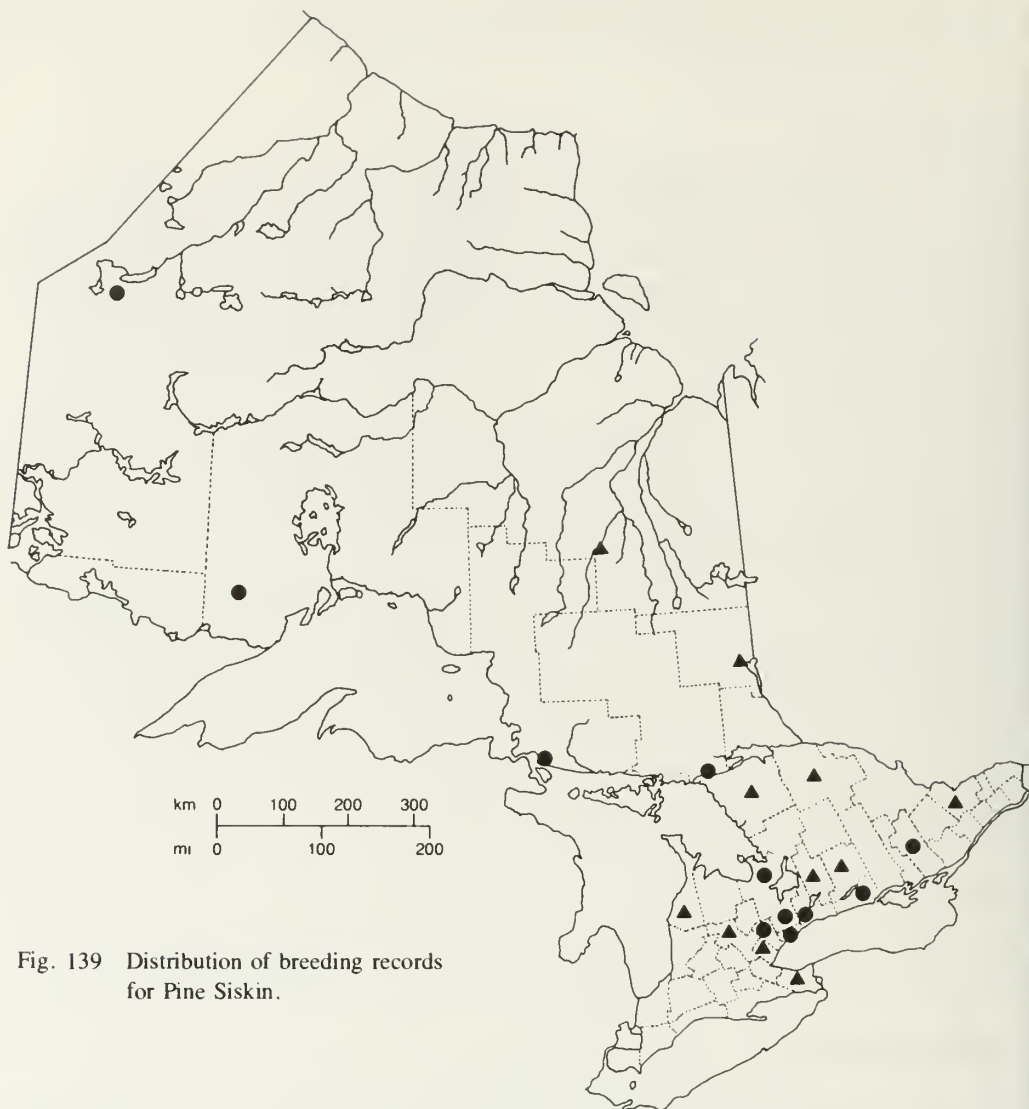 km 0 100 200 300
mi 0 100 200
Fig. 139 Distribution of breeding records
for Pine Siskin.